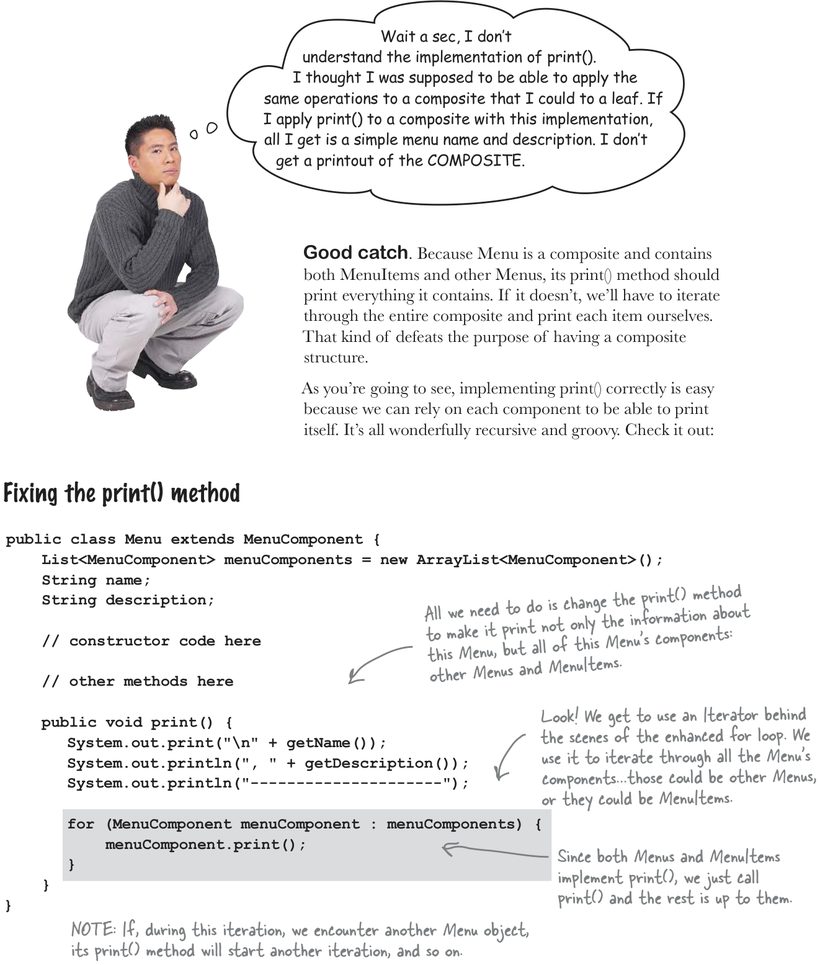 Wait a sec, I don't
understand the implementation of print().
I thought I was supposed to be able to apply the
same operations to a composite that I could to a leaf. If
I apply print() to a composite with this implementation,
all I get is a simple menu name and description. I don't
get a printout of the COMPOSITE.
Good catch. Because Menu is a composite and contains
both MenuItems and other Menus, its print() method should
print everything it contains. If it doesn't, we'll have to iterate
through the entire composite and print each item ourselves.
That kind of defeats the purpose of having a composite
structure.
As you're going to see, implementing print() correctly is easy
because we can rely on each component to be able to print
itself. It's all wonderfully recursive and groovy. Check it out:
Fixing the print() method
public class Menu extends MenuComponent {
List<MenuComponent> menuComponents = new ArrayList<MenuComponent>();
String name;
String description;
// constructor code here
// other methods here
All we need to do is change the print() method
to make it print not only the information about
this Menu, but all of this Menu's components:
other Menus and MenuItems.
public void print() {
System.out.print("\n" + getName());
System.out.println(", " + getDescription());
System.out.println("---------------------");
Look! We get to use an Iterator behind
the scenes of the enhanced for loop. We
use it to iterate through all the Menu's
components...those could be other Menus,
or they could be MenuItems.
for (MenuComponent menuComponent : menuComponents) {
menuComponent.print();
}
}
}
Since both Menus and MenuItems
implement print(), we just call
print() and the rest is up to them.
NOTE: If, during this iteration, we encounter another Menu object,
its print() method will start another iteration, and so on.